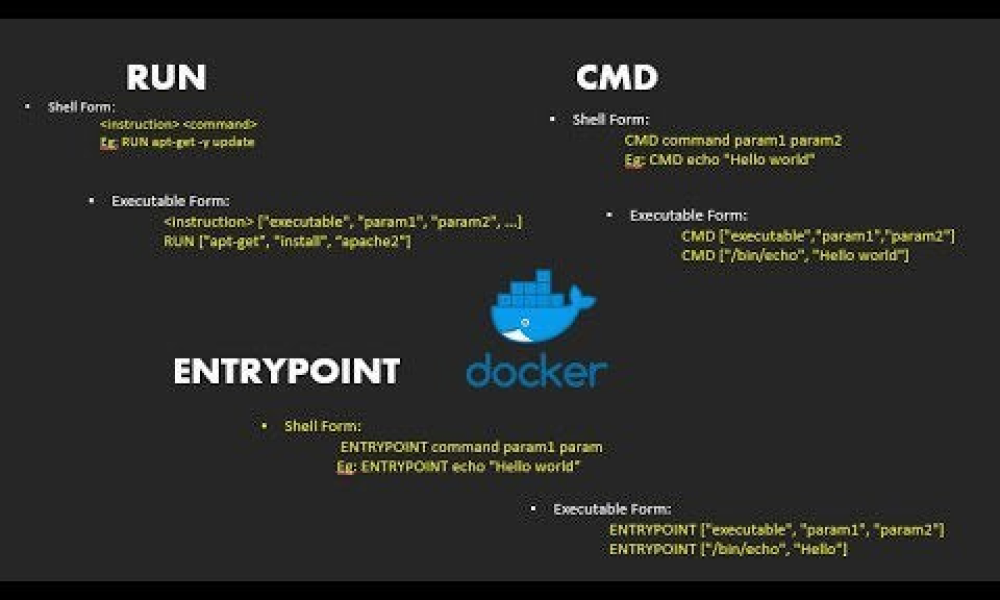 RUN
• Shell Form:
<instruction> <command>
Eg: RUN apt-get -y update
• Executable Form:
<instruction> ["executable", "param1", "param2", ...]
RUN ["apt-get", "install", "apache2"]
CMD
• Shell Form:
CMD command param1 param2
Eg: CMD echo "Hello world"
• Executable Form:
CMD ["executable","param1","param2"]
CMD ["/bin/echo", "Hello world"]
docker
ENTRYPOINT
• Shell Form:
ENTRYPOINT command param1 param
Eg: ENTRYPOINT echo "Hello world"
• Executable Form:
ENTRYPOINT ["executable", "param1", "param2"]
ENTRYPOINT ["/bin/echo", "Hello"]